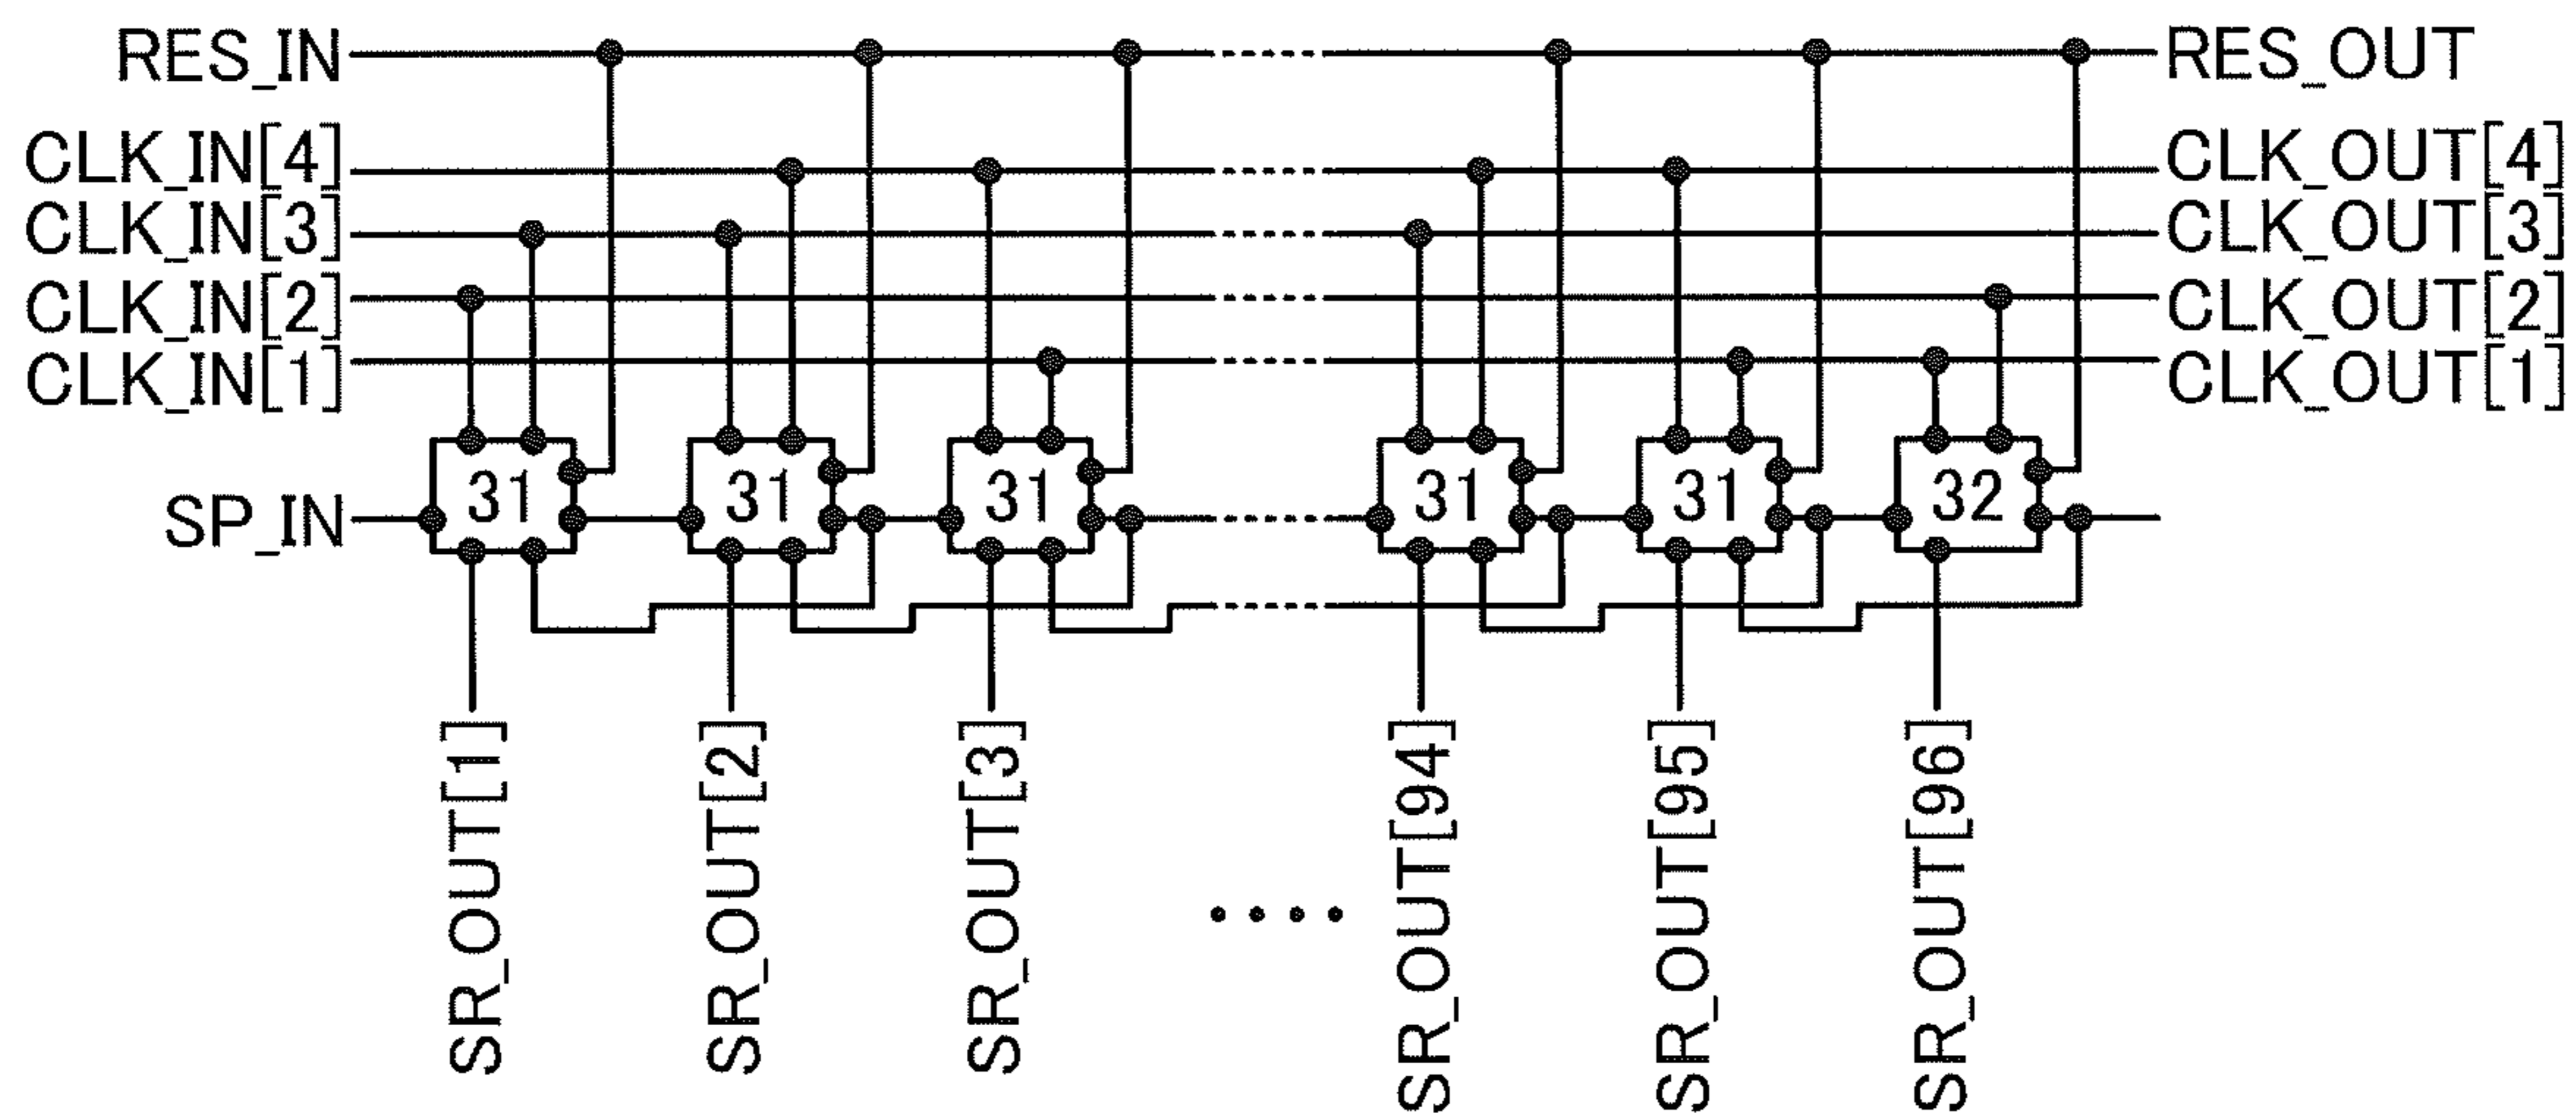 RES_IN
RES_OUT
CLK_IN[4]
CLK_OUT[4]
CLK_IN[3]
CLK_OUT[3]
CLK_IN[2]
CLK_OUT[2]
CLK_IN[1]
CLK_OUT[1]
SP_IN
31
31
31
31
31
32
SR_OUT[1]
SR_OUT[2]
SR_OUT[3]
SR_OUT[94]
SR_OUT[95]
SR_OUT[96]